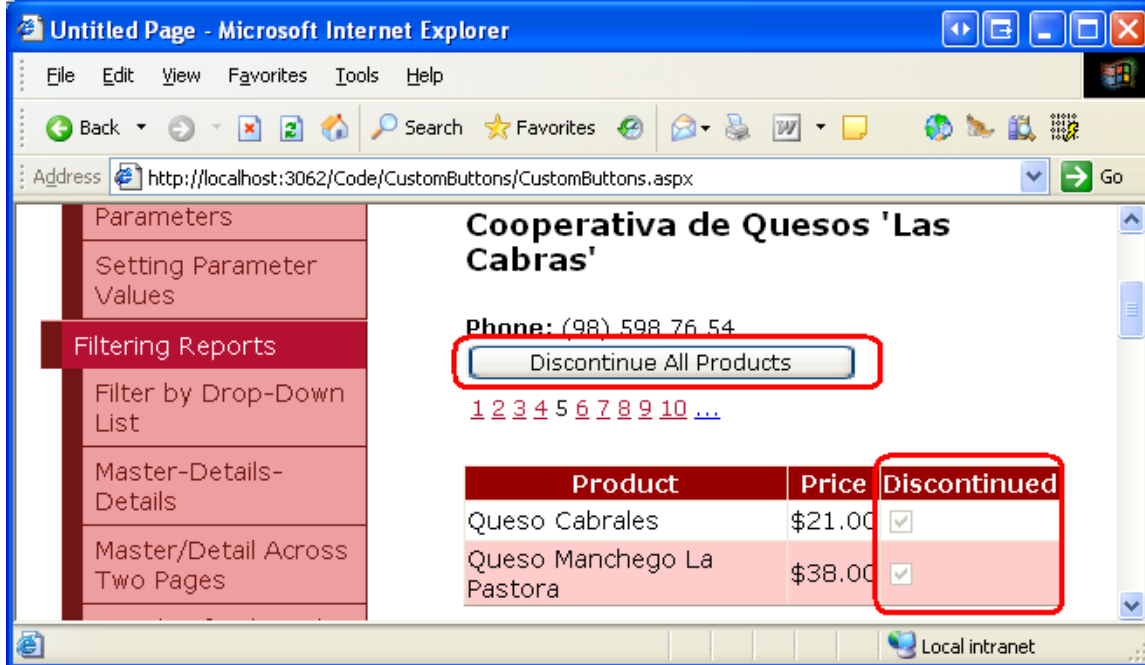 Untitled Page - Microsoft Internet Explorer
File Edit View Favorites Tools Help
Back Search Favorites
Address http://localhost:3062/Code/CustomButtons/CustomButtons.aspx Go
Parameters
Setting Parameter
Values
Filtering Reports
Filter by Drop-Down
List
Master-Details-
Details
Master/Detail Across
Two Pages
Cooperativa de Quesos 'Las
Cabras'
Phone: (98) 598 76 54
Discontinue All Products
1 2 3 4 5 6 7 8 9 10 ...
Product Price Discontinued
Queso Cabrales $21.00
Queso Manchego La
Pastora $38.00
Local intranet